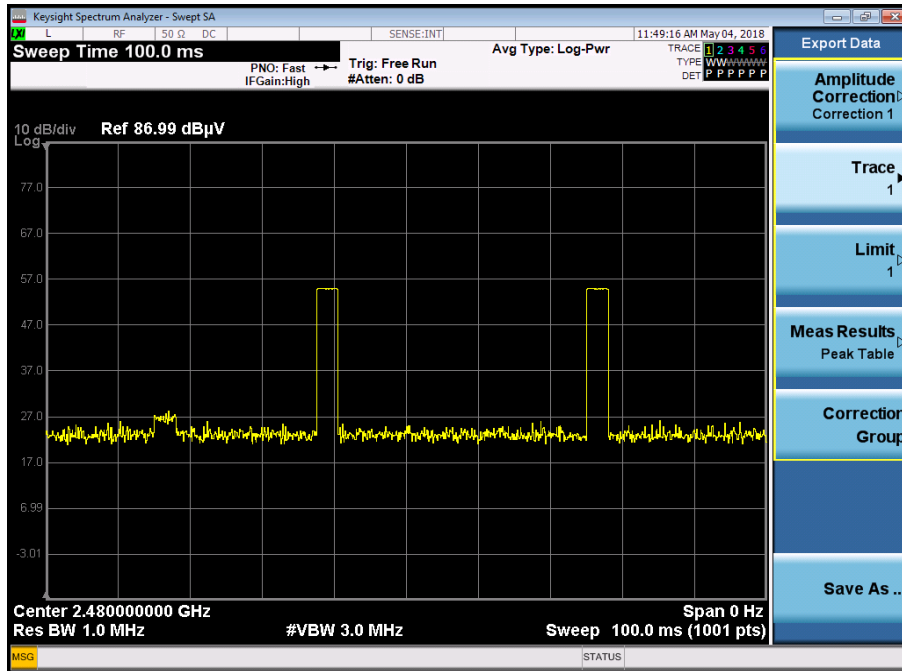 Keysight Spectrum Analyzer - Swept SA
LXI L RF 50 Ω DC SENSE:INT 11:49:16 AM May 04, 2018
Sweep Time 100.0 ms Avg Type: Log-Pwr TRACE 1 2 3 4 5 6
PNO: Fast Trig: Free Run TYPE WWWWWW
IFGain:High #Atten: 0 dB DET P P P P P P
10 dB/div Ref 86.99 dBµV
Log
77.0
67.0
57.0
47.0
37.0
27.0
17.0
6.99
-3.01
Center 2.480000000 GHz Span 0 Hz
Res BW 1.0 MHz #VBW 3.0 MHz Sweep 100.0 ms (1001 pts)
MSG STATUS
Export Data
Amplitude
Correction
Correction 1
Trace
1
Limit
1
Meas Results
Peak Table
Correction
Group
Save As ..